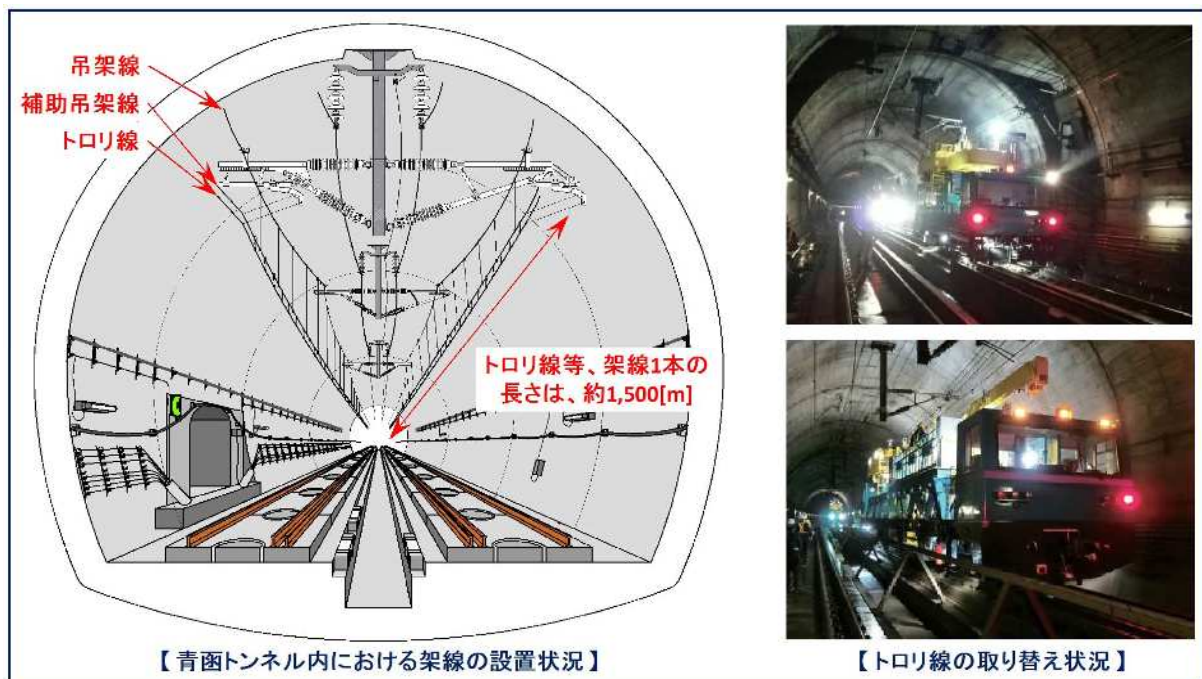 吊架線
補助吊架線
トロリ線
トロリ線等、架線1本の
長さは、約1,500[m]
【 青函トンネル内における架線の設置状況 】
【 トロリ線の取り替え状況 】